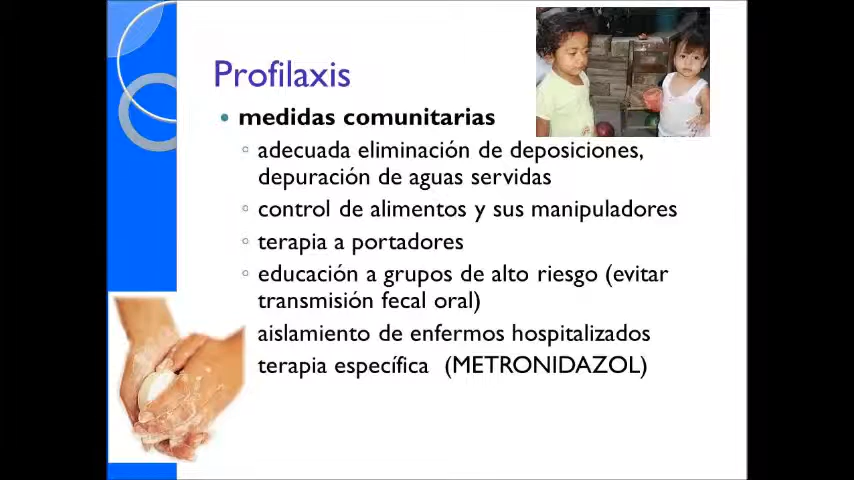 Profilaxis
medidas comunitarias
adecuada eliminación de deposiciones,
depuración de aguas servidas
control de alimentos y sus manipuladores
terapia a portadores
educación a grupos de alto riesgo (evitar
transmisión fecal oral)
aislamiento de enfermos hospitalizados
terapia específica (METRONIDAZOL)